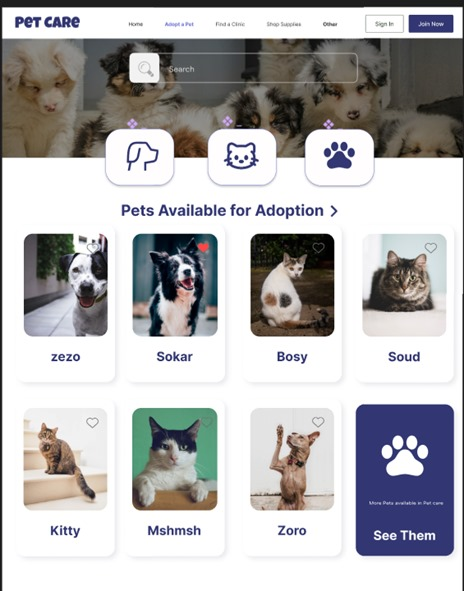 PeT CaRe
Home Adopt a Pet Find a Clinic Shop Supplies Other Sign In Join Now
Search
Pets Available for Adoption
zezo Sokar Bosy Soud
More Pets available in Pet care
See Them
Kitty Mshmsh Zoro